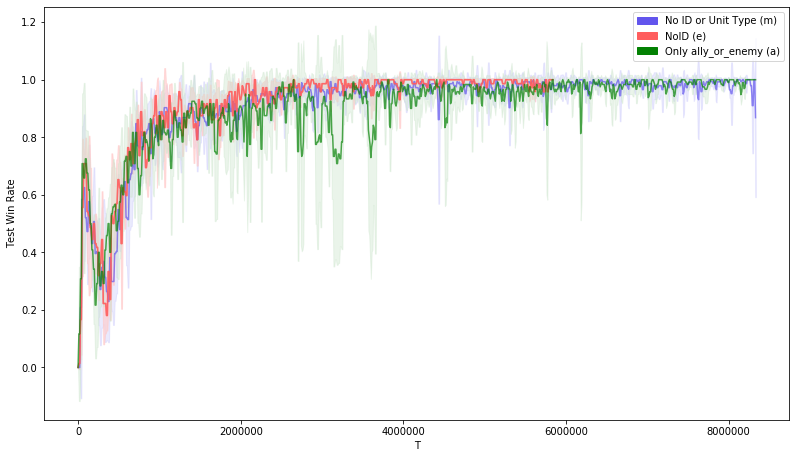 No ID or Unit Type (m)
NoID (e)
Only ally_or_enemy (a)
1.2
1.0
0.8
0.6
0.4
0.2
0.0
Test Win Rate
0
2000000
4000000
6000000
8000000
T